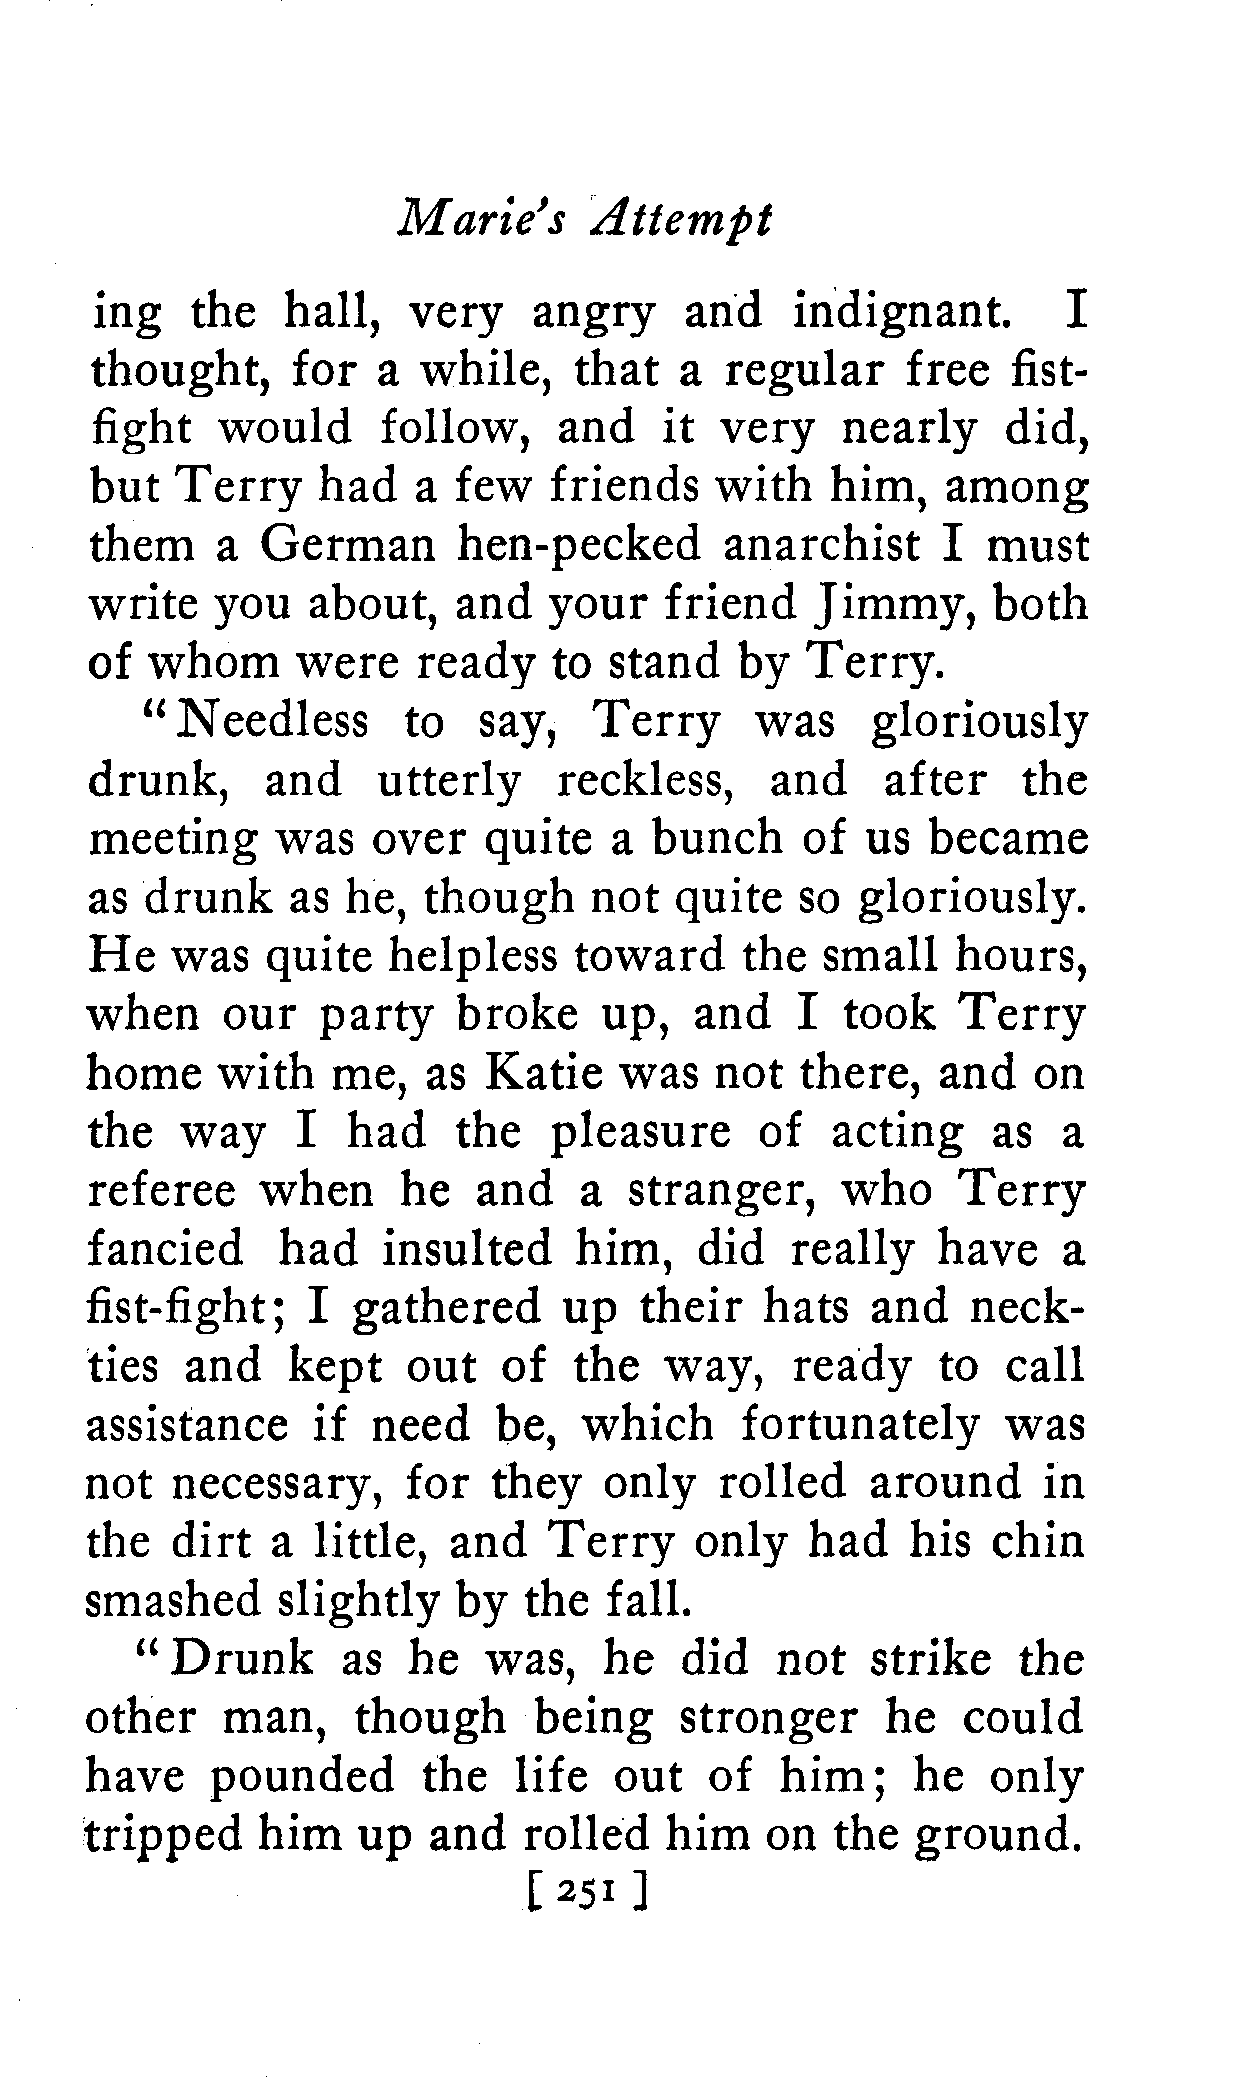 Marie's Attempt
ing the hall, very angry and indignant. I
thought, for a while, that a regular free fist-
fight would follow, and it very nearly did,
but Terry had a few friends with him, among
them a German hen-pecked anarchist I must
write you about, and your friend Jimmy, both
of whom were ready to stand by Terry.
“Needless to say, Terry was gloriously
drunk, and utterly reckless, and after the
meeting was over quite a bunch of us became
as drunk as he, though not quite so gloriously.
He was quite helpless toward the small hours,
when our party broke up, and I took Terry
home with me, as Katie was not there, and on
the way I had the pleasure of acting as a
referee when he and a stranger, who Terry
fancied had insulted him, did really have a
fist-fight; I gathered up their hats and neck-
ties and kept out of the way, ready to call
assistance if need be, which fortunately was
not necessary, for they only rolled around in
the dirt a little, and Terry only had his chin
smashed slightly by the fall.
“Drunk as he was, he did not strike the
other man, though being stronger he could
have pounded the life out of him; he only
tripped him up and rolled him on the ground.
[ 251 ]